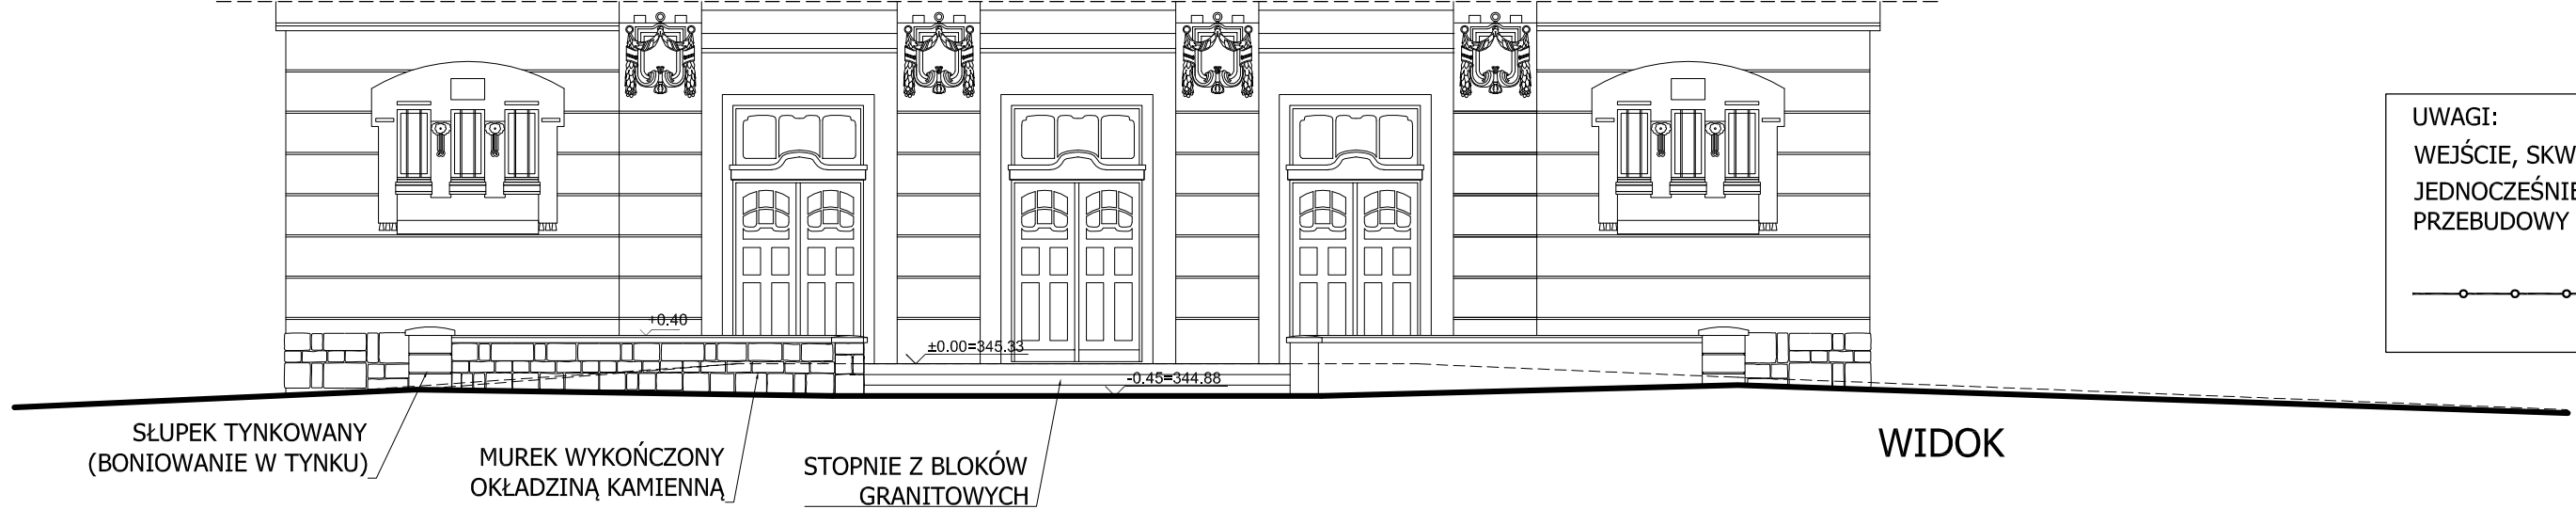 UWAGI:
WEJŚCIE, SKW
JEDNOCZEŚNIE
PRZEBUDOWY
+0.40
±0.00=345.33
-0.45=344.88
SŁUPEK TYNKOWANY
(BONIOWANIE W TYNKU)
MUREK WYKOŃCZONY
OKŁADZINĄ KAMIENNĄ
STOPNIE Z BLOKÓW
GRANITOWYCH
WIDOK